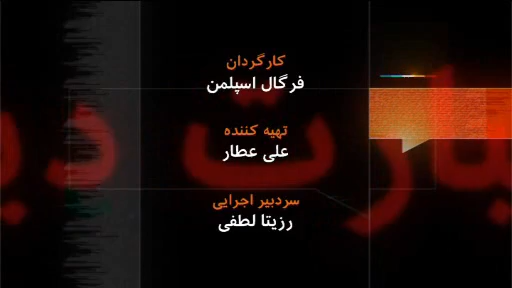 کارگردان
فرگال اسپلمن
تهیه کننده
علی عطار
سردبیر اجرایی
رزیتا لطفی